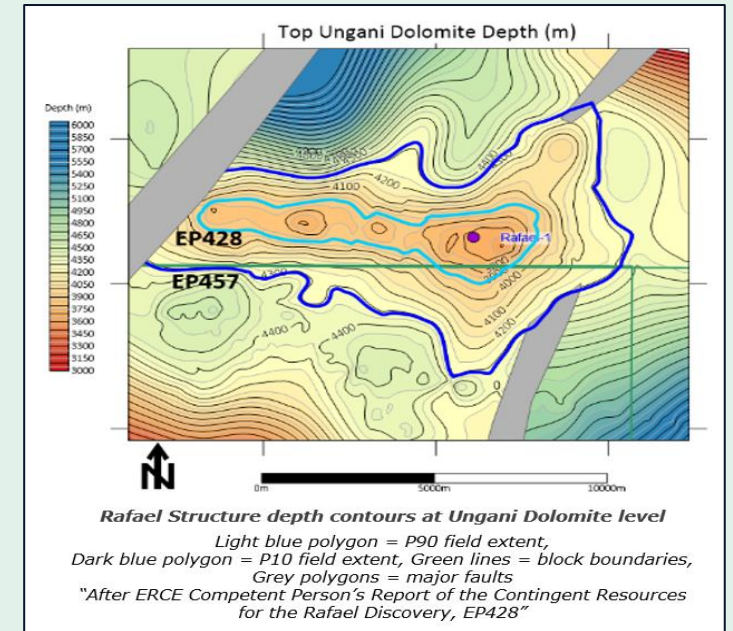 Top Ungani Dolomite Depth (m)
Depth (m)
6000
5850
5700
5550
5400
5250
5100
4950
4800
4650
4500
4350
4200
4050
3900
3750
3600
3450
3300
3150
3000
4100
4200
4400
EP428
Rafael-1
EP457
4300
4000
4100
4200
4400
4400
0
N
0m
5000m
10000m
Rafael Structure depth contours at Ungani Dolomite level
Light blue polygon = P90 field extent,
Dark blue polygon = P10 field extent, Green lines = block boundaries,
Grey polygons = major faults
“After ERCE Competent Person’s Report of the Contingent Resources
for the Rafael Discovery, EP428”